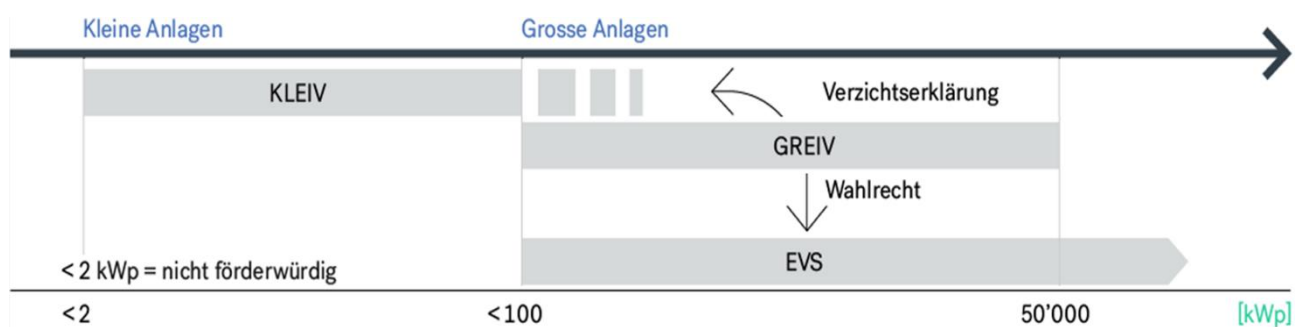 Kleine Anlagen
Grosse Anlagen
KLEIV
Verzichtserklärung
GREIV
Wahlrecht
EVS
< 2 kWp = nicht förderwürdig
<2
<100
50'000
[kWp]